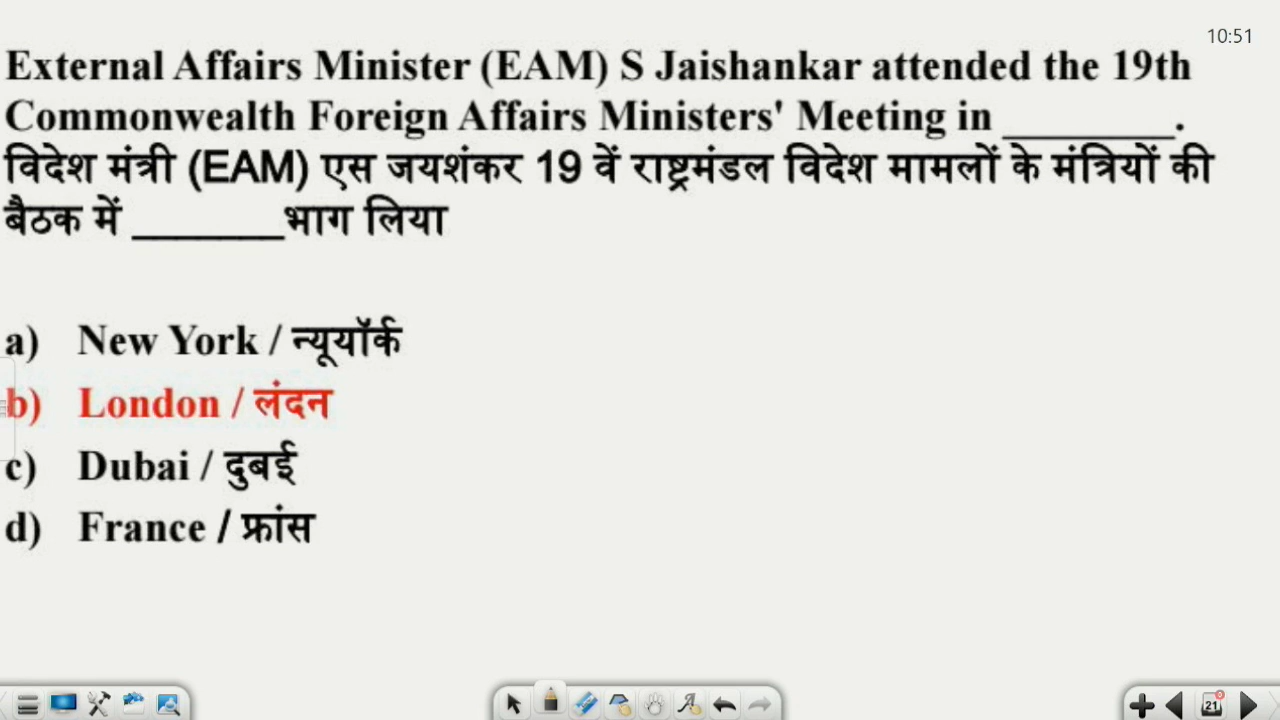 10:51
External Affairs Minister (EAM) S Jaishankar attended the 19th
Commonwealth Foreign Affairs Ministers' Meeting in ________.
विदेश मंत्री (EAM) एस जयशंकर 19 वें राष्ट्रमंडल विदेश मामलों के मंत्रियों की
बैठक में _______भाग लिया
a) New York / न्यूयॉर्क
b) London / लंदन
c) Dubai / दुबई
d) France / फ्रांस
21